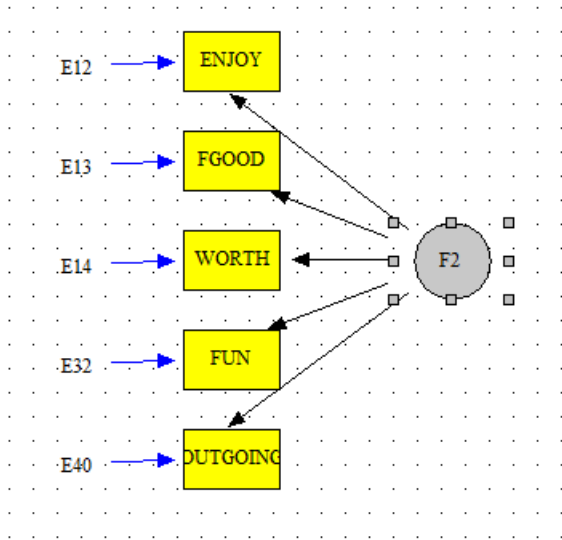 ENJOY
E12
FGOOD
E13
WORTH
E14
F2
FUN
E32
OUTGOING
E40